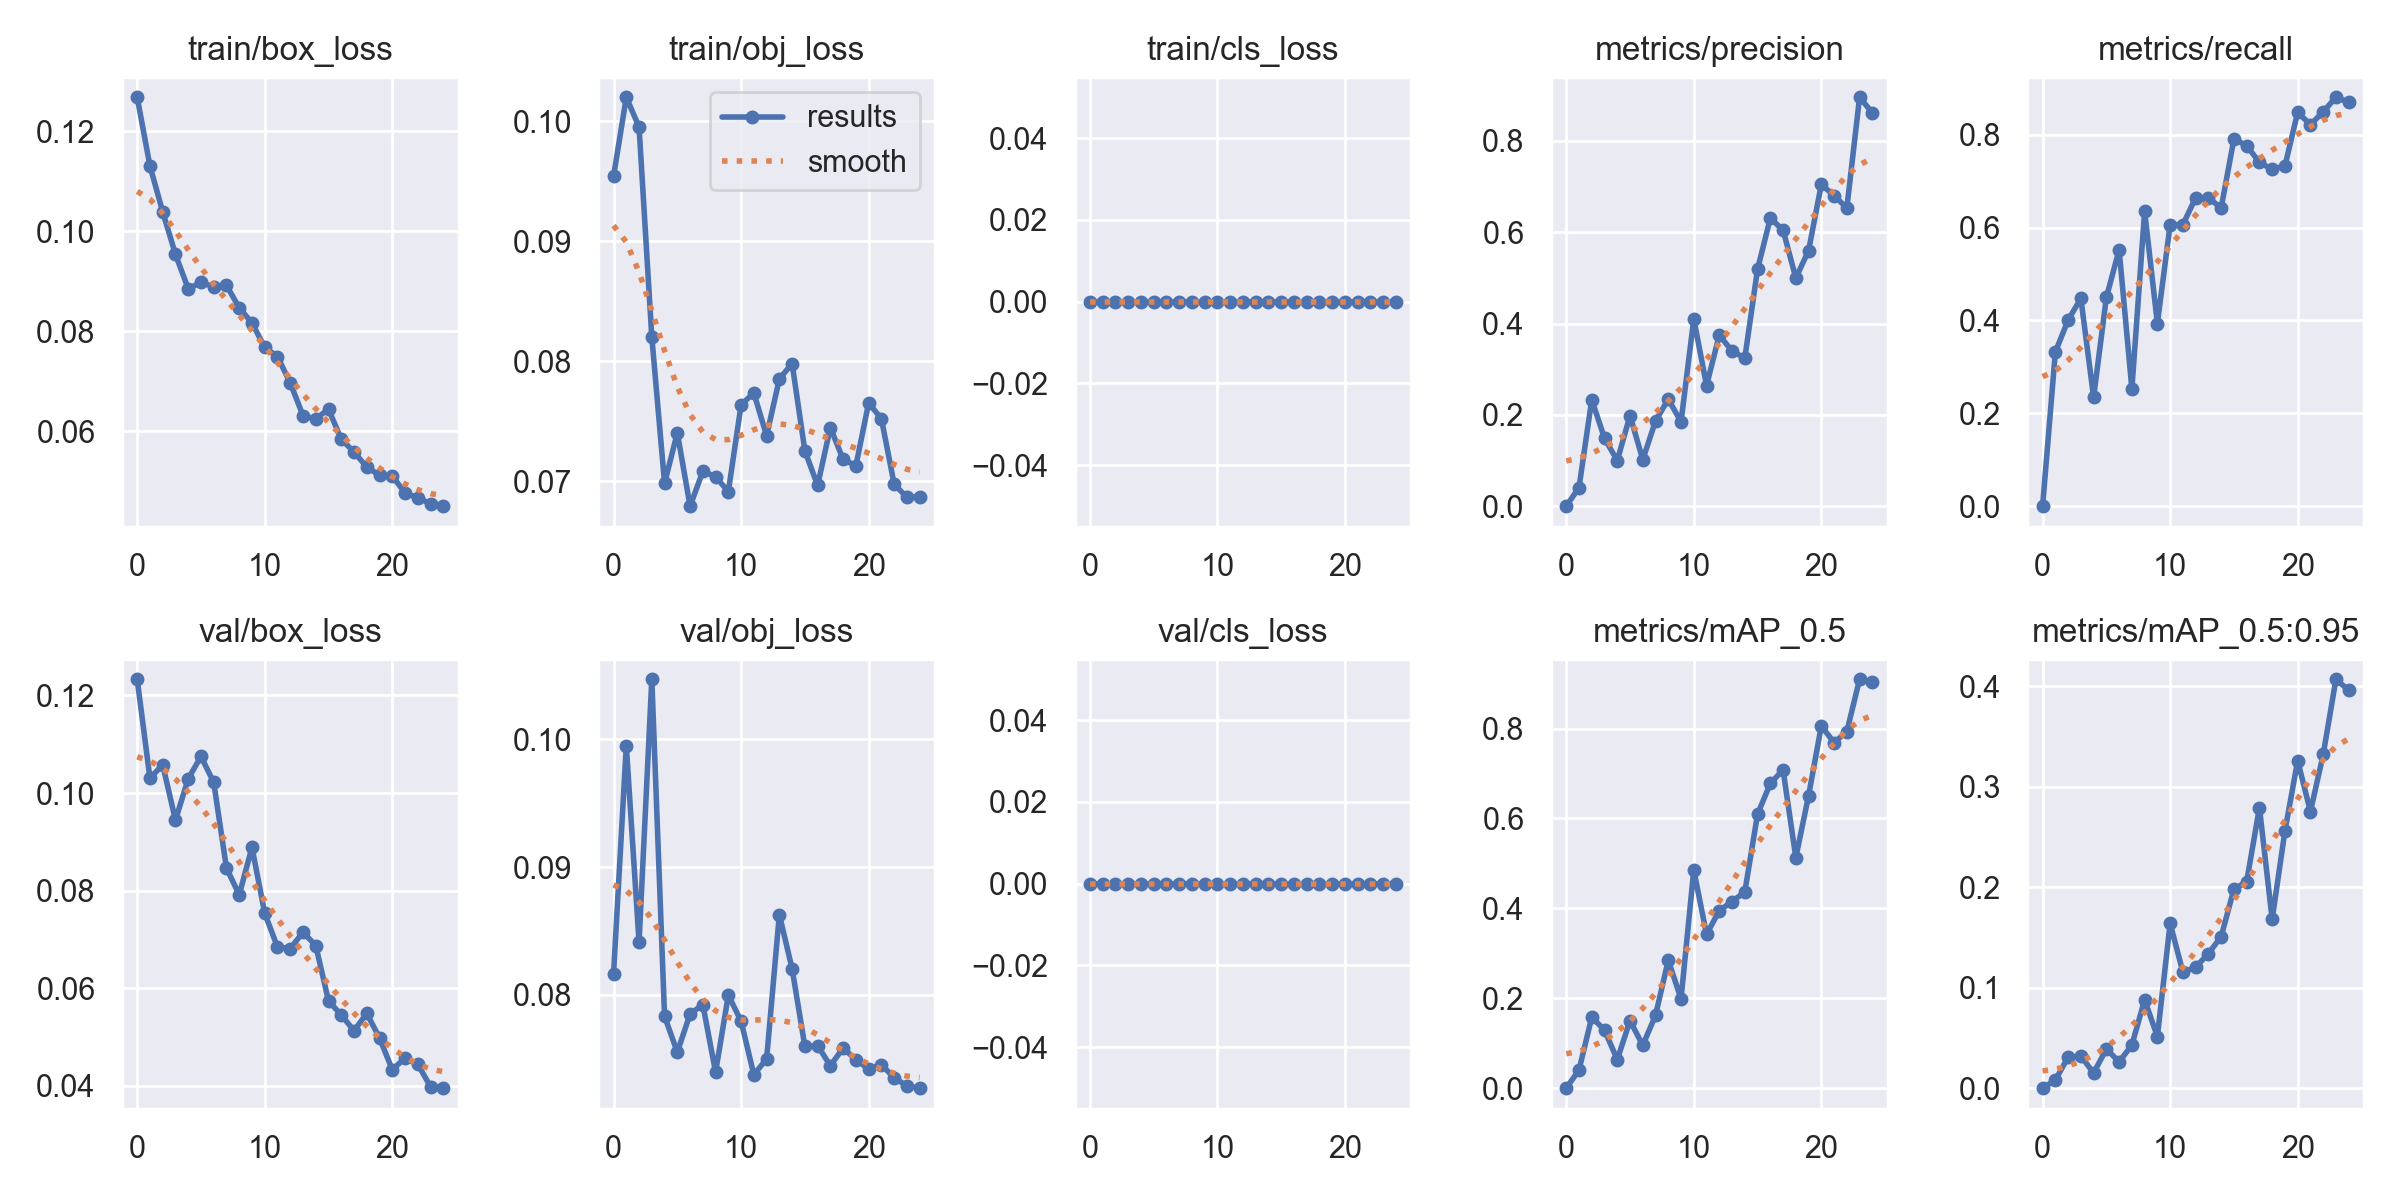 train/box_loss
0.12
0.10
0.08
0.06
0 10 20
train/obj_loss
results
smooth
0.10
0.09
0.08
0.07
0 10 20
train/cls_loss
0.04
0.02
0.00
−0.02
−0.04
0 10 20
metrics/precision
0.8
0.6
0.4
0.2
0.0
0 10 20
metrics/recall
0.8
0.6
0.4
0.2
0.0
0 10 20
val/box_loss
0.12
0.10
0.08
0.06
0.04
0 10 20
val/obj_loss
0.10
0.09
0.08
0 10 20
val/cls_loss
0.04
0.02
0.00
−0.02
−0.04
0 10 20
metrics/mAP_0.5
0.8
0.6
0.4
0.2
0.0
0 10 20
metrics/mAP_0.5:0.95
0.4
0.3
0.2
0.1
0.0
0 10 20